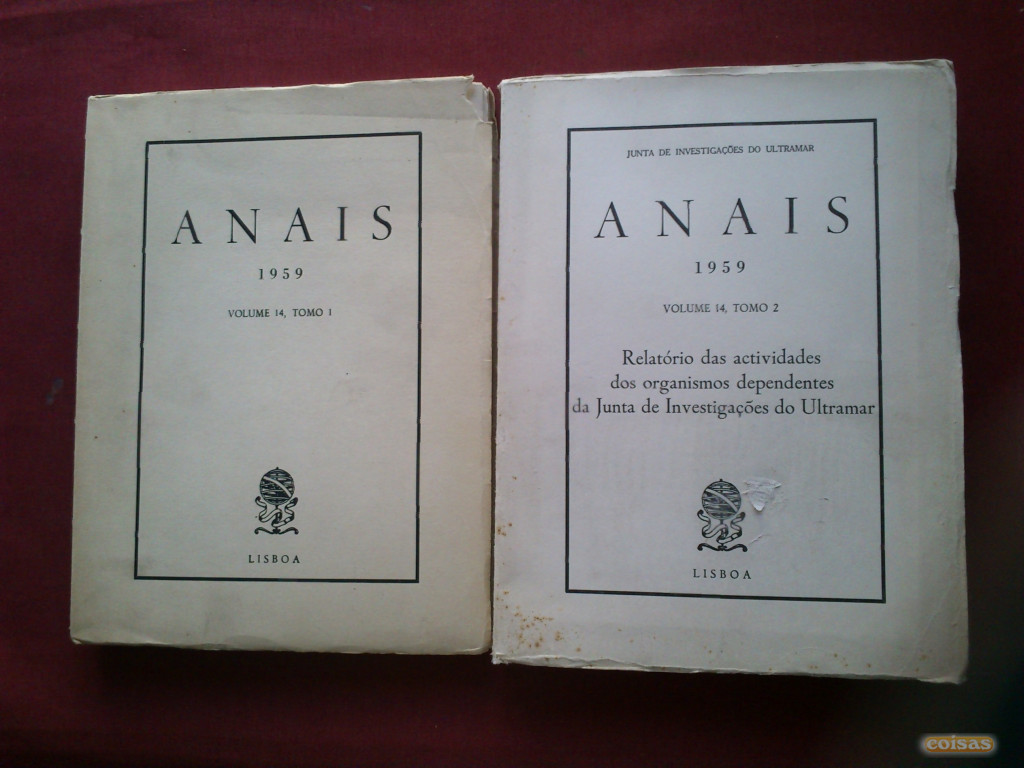 ANAIS
1959
VOLUME 14, TOMO 1
LISBOA
JUNTA DE INVESTIGAÇÕES DO ULTRAMAR
ANAIS
1959
VOLUME 14, TOMO 2
Relatório das actividades
dos organismos dependentes
da Junta de Investigações do Ultramar
LISBOA
coisas